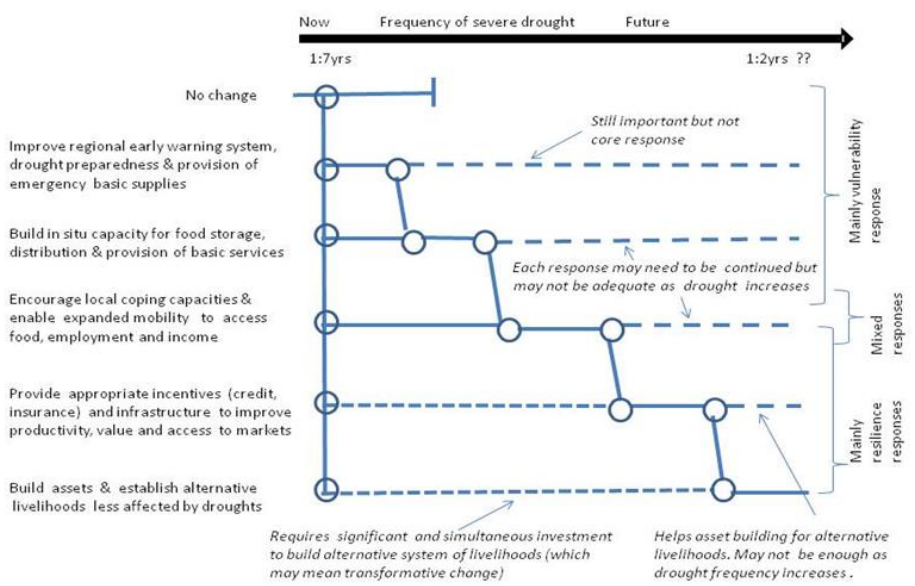 Now Frequency of severe drought Future
1:7yrs 1:2yrs ??
No change
Still important but not
core response
Improve regional early warning system,
drought preparedness & provision of
emergency basic supplies
Build in situ capacity for food storage,
distribution & provision of basic services
Each response may need to be continued but
may not be adequate as drought increases
Encourage local coping capacities &
enable expanded mobility to access
food, employment and income
Provide appropriate incentives (credit,
insurance) and infrastructure to improve
productivity, value and access to markets
Build assets & establish alternative
livelihoods less affected by droughts
Mainly vulnerability
response
Mixed
responses
Mainly
resilience
responses
Requires significant and simultaneous investment
to build alternative system of livelihoods (which
may mean transformative change)
Helps asset building for alternative
livelihoods. May not be enough as
drought frequency increases .